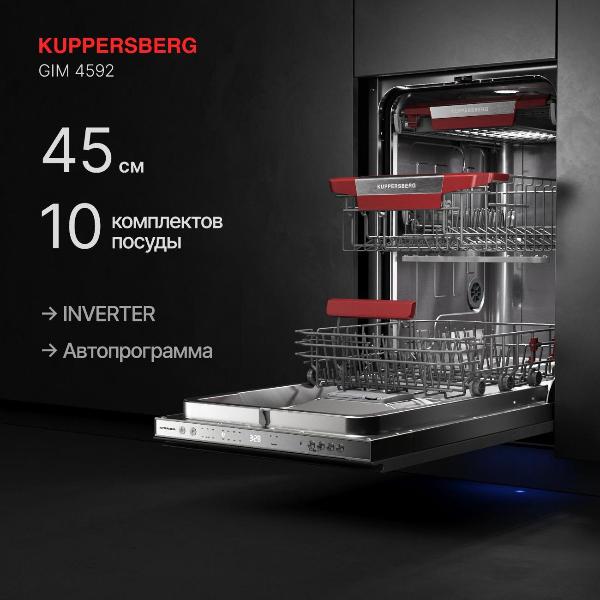 KUPPERSBERG
GIM 4592
45 см
10 комплектов
посуды
→ INVERTER
→ Автопрограмма
KUPPERSBERG
KUPPERSBERG